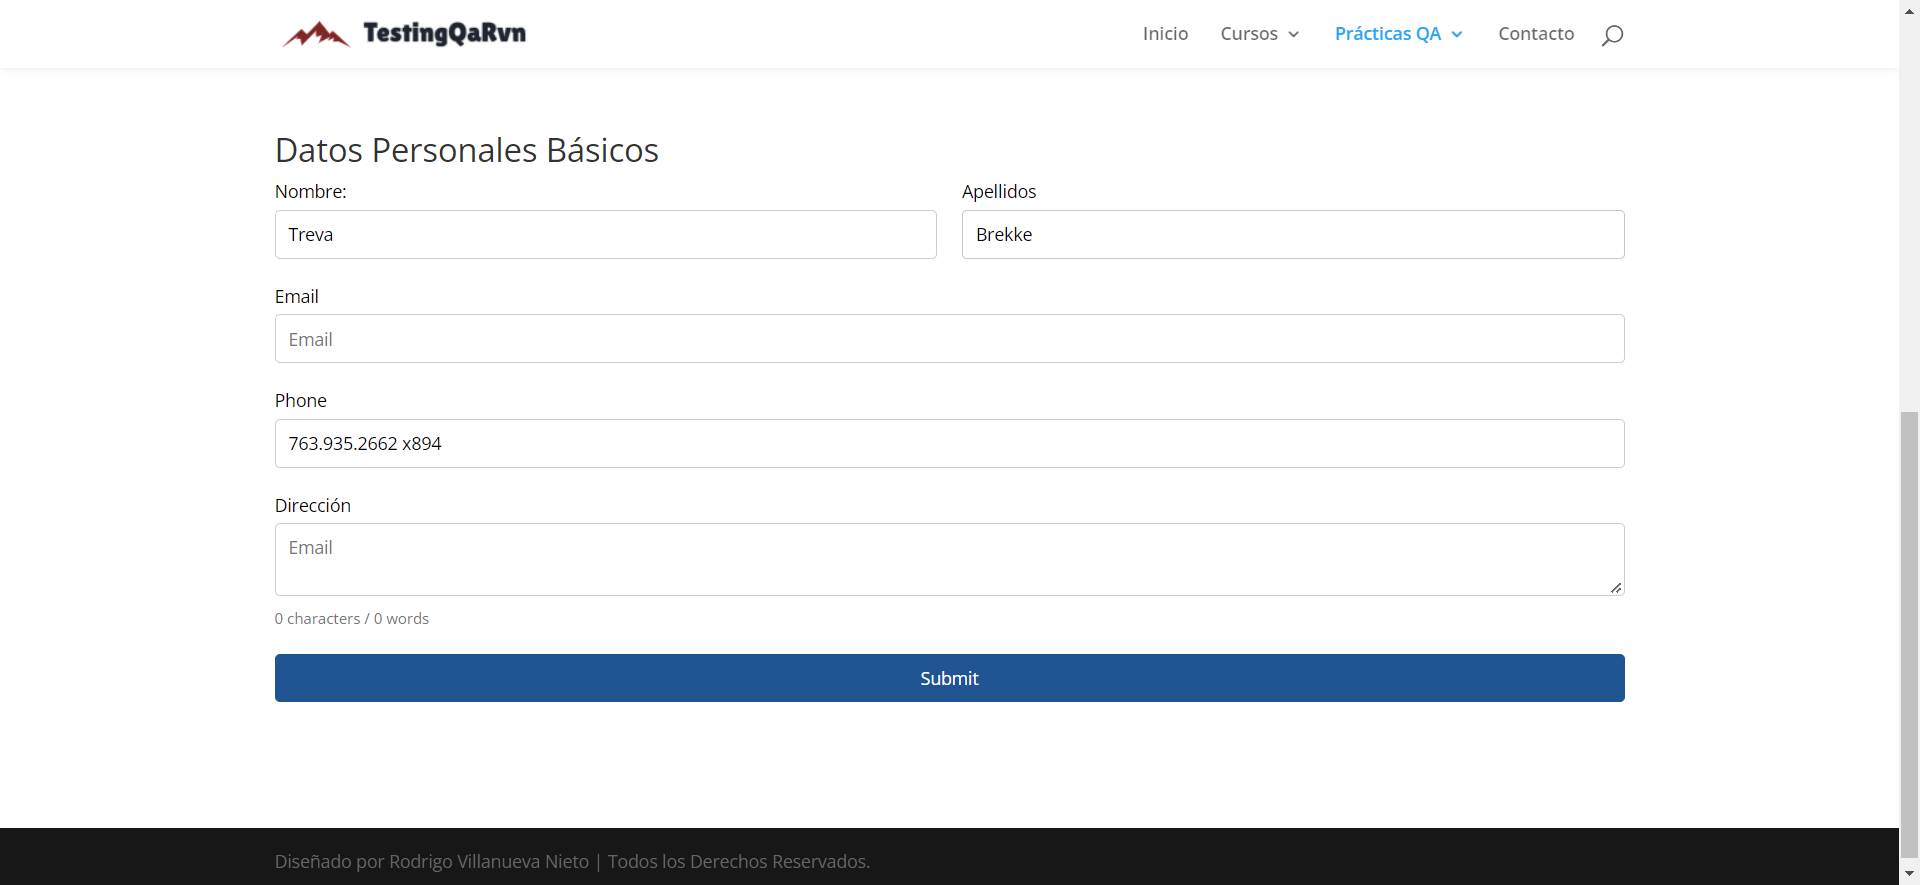 TestingQaRvn
Inicio Cursos Prácticas QA Contacto
Datos Personales Básicos
Nombre: Apellidos
Treva Brekke
Email
Email
Phone
763.935.2662 x894
Dirección
Email
0 characters / 0 words
Submit
Diseñado por Rodrigo Villanueva Nieto | Todos los Derechos Reservados.